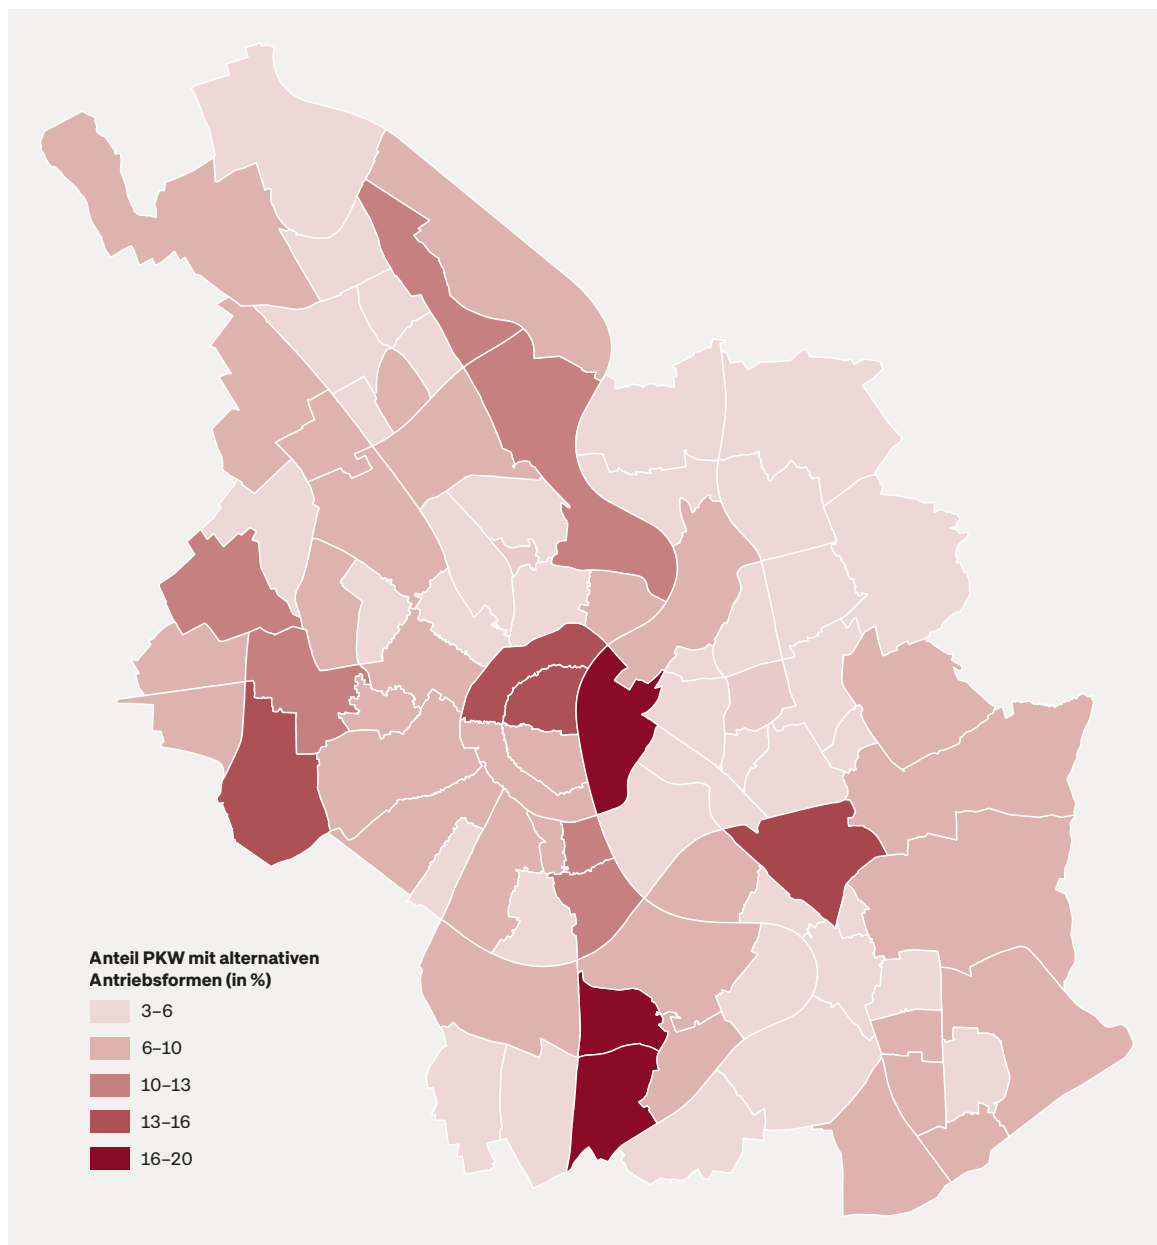 Anteil PKW mit alternativen
Antriebsformen (in %)
3–6
6–10
10–13
13–16
16–20